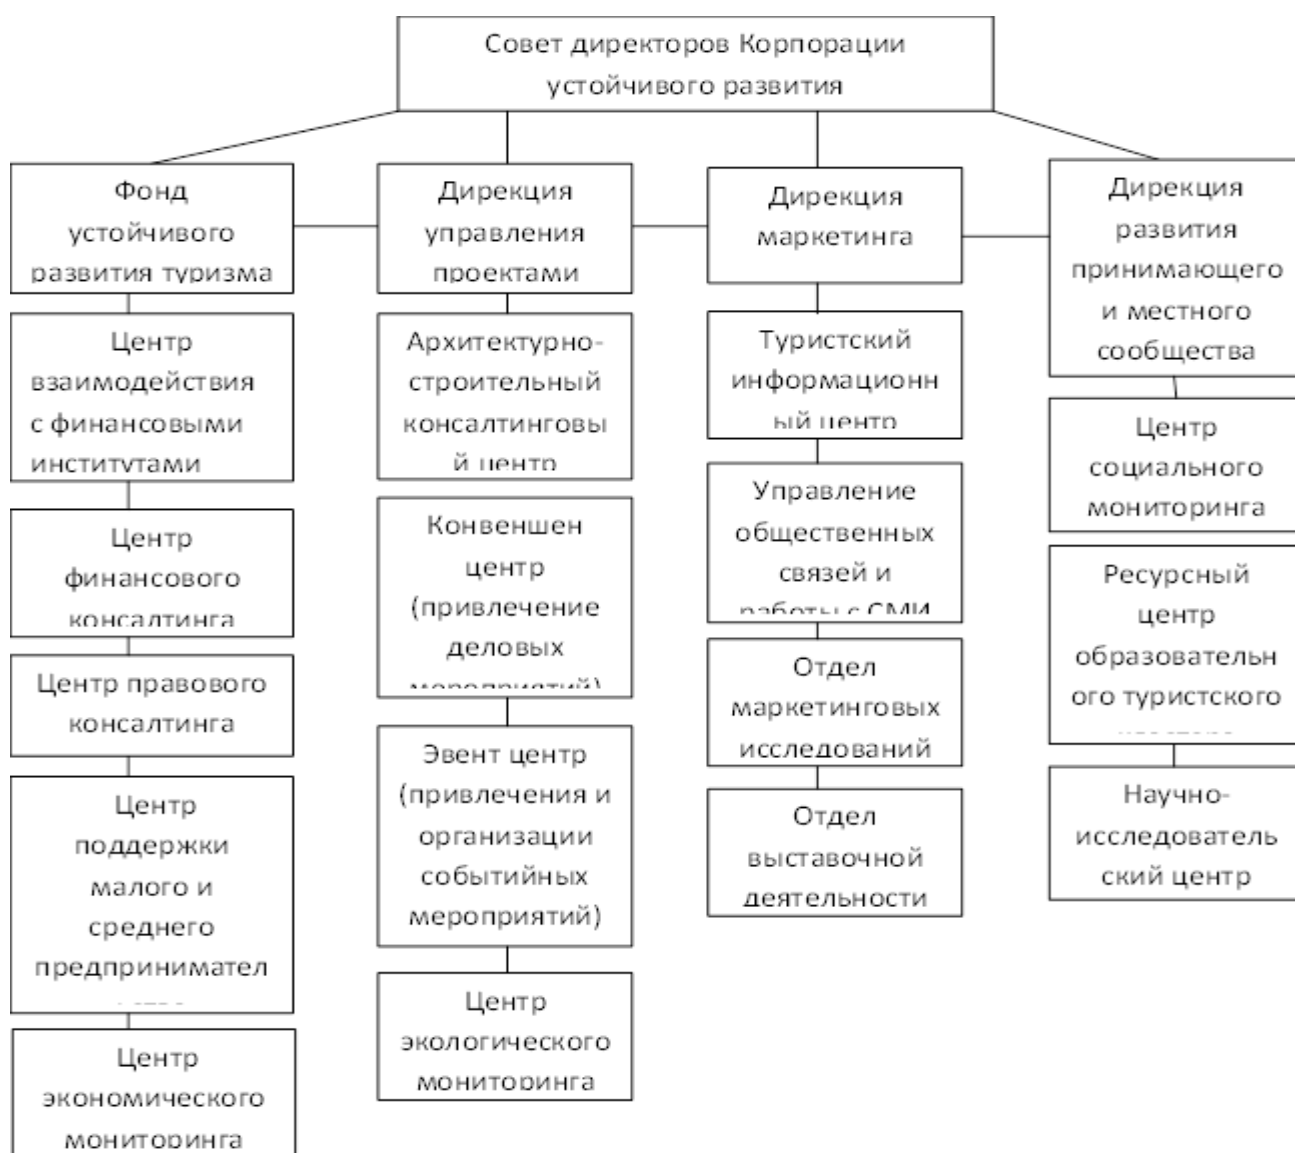 Совет директоров Корпорации
устойчивого развития
Фонд
устойчивого
развития туризма
Дирекция
управления
проектами
Дирекция
маркетинга
Дирекция
развития
принимающего
и местного
сообщества
Центр
взаимодействия
с финансовыми
институтами
Центр
финансового
консалтинга
Центр правового
консалтинга
Центр
поддержки
малого и
среднего
предпринимател
Центр
экономического
мониторинга
Архитектурно-
строительный
консалтинговы
й центр
Конвеншен
центр
(привлечение
деловых
мероприятий)
Эвент центр
(привлечения и
организации
событийных
мероприятий)
Центр
экологического
мониторинга
Туристский
информационн
ый центр
Управление
общественных
связей и
работы с СМИ
Отдел
маркетинговых
исследований
Отдел
выставочной
деятельности
Центр
социального
мониторинга
Ресурсный
центр
образовательн
ого туристского
Научно-
исследователь
ский центр